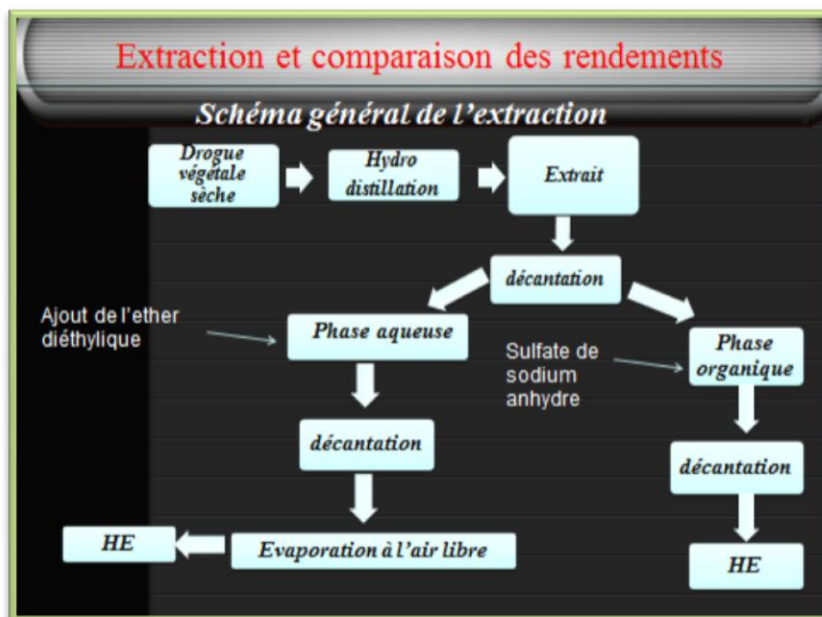 Extraction et comparaison des rendements
Schéma général de l'extraction
Drogue
végétale
sèche
Hydro
distillation
Extrait
décantation
Ajout de l'ether
diéthylique
Phase aqueuse
Sulfate de
sodium
anhydre
Phase
organique
décantation
décantation
HE
Evaporation à l'air libre
HE